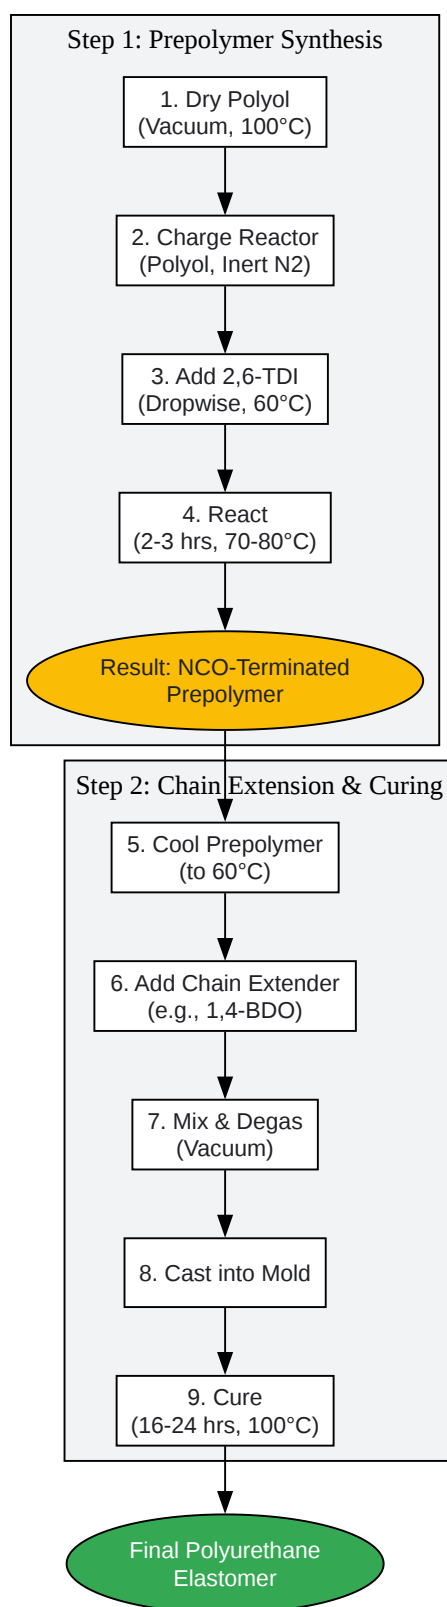 Step 1: Prepolymer Synthesis
1. Dry Polyol
(Vacuum, 100°C)
2. Charge Reactor
(Polyol, Inert N2)
3. Add 2,6-TDI
(Dropwise, 60°C)
4. React
(2-3 hrs, 70-80°C)
Result: NCO-Terminated
Prepolymer
Step 2: Chain Extension & Curing
5. Cool Prepolymer
(to 60°C)
6. Add Chain Extender
(e.g., 1,4-BDO)
7. Mix & Degas
(Vacuum)
8. Cast into Mold
9. Cure
(16-24 hrs, 100°C)
Final Polyurethane
Elastomer